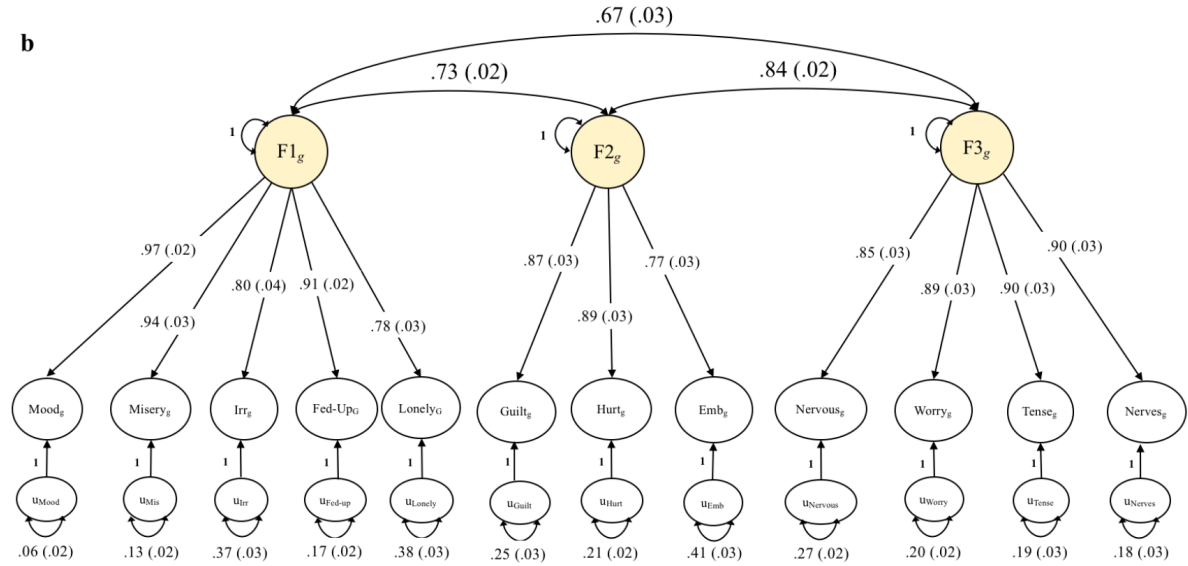 .67 (.03)
b
.73 (.02) .84 (.02)
1 F1g 1 F2g 1 F3g
.97 (.02) .94 (.03) .80 (.04) .91 (.02) .78 (.03) .87 (.03) .89 (.03) .77 (.03) .85 (.03) .89 (.03) .90 (.03) .90 (.03)
Moodg Miseryg Irrg Fed-UpG LonelyG Guiltg Hurtg Embg Nervousg Worryg Tenseg Nervesg
1 1 1 1 1 1 1 1 1 1 1 1
uMood uMis uIrr uFed-up uLonely uGuilt uHurt uEmb uNervous uWorry uTense uNerves
.06 (.02) .13 (.02) .37 (.03) .17 (.02) .38 (.03) .25 (.03) .21 (.02) .41 (.03) .27 (.02) .20 (.02) .19 (.03) .18 (.03)